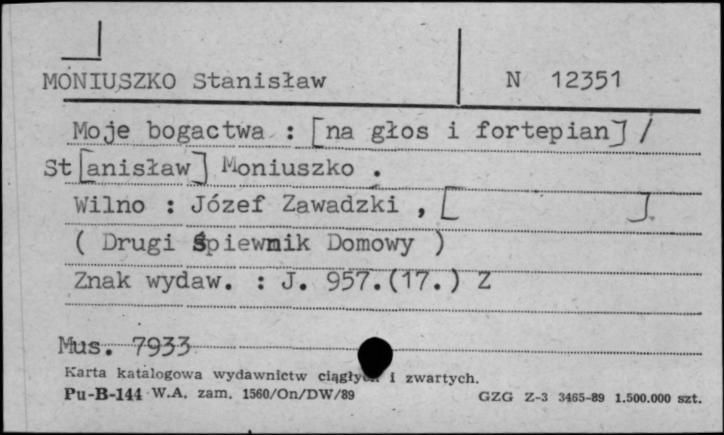 MONIUSZKO Stanisław N 12351
Moje bogactwa : [na głos i fortepian] /
St[anisław] Moniuszko .
Wilno : Józef Zawadzki , [ ].
( Drugi Śpiewnik Domowy )
Znak wydaw. : J. 957.(17.) Z
Mus. 7933
Karta katalogowa wydawnictw ciągłych i zwartych.
Pu-B-144 W.A. zam. 1560/On/DW/89 GZG Z-3 3465-89 1.500.000 szt.